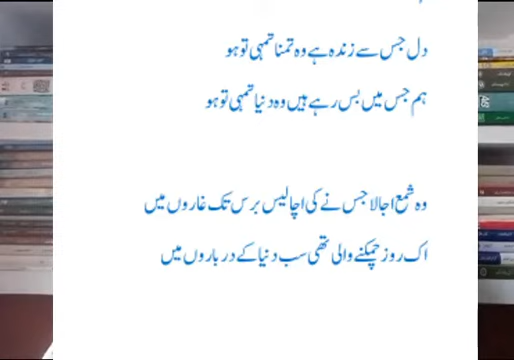 دل جس سے زندہ ہے وہ تمنا تمہی تو ہو
ہم جس میں بس رہے ہیں وہ دنیا تمہی تو ہو
وہ شمع اجالا جس نے کی اچالیس برس تک غاروں میں
اک روز چمکنے والی تھی سب دنیا کے درباروں میں